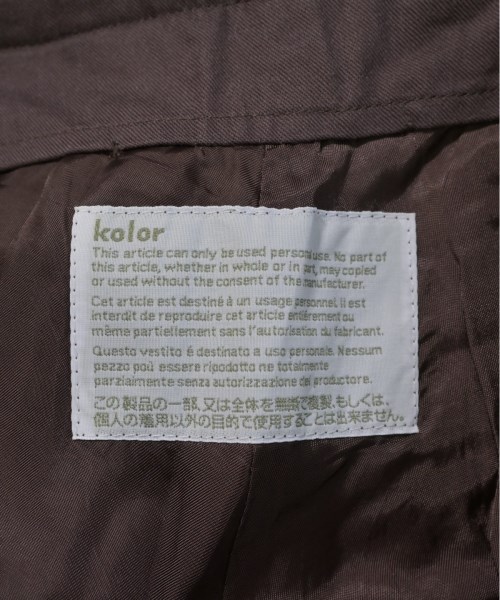 kolor
This article can only be used personal use. No part of
this article, whether in whole or in part, may copied
or used without the consent of the manufacturer.
Cet article est destiné à un usage personnel. Il est
interdit de reproduire cet article entièrement ou
même partiellement sans l'autorisation du fabricant.
Questo vestito é destinato a uso personale. Nessum
pezzo poü essere ripodotto ne totalmente
parzialmente senza autorizzazione del produttore.
この製品の一部、又は全体を無断で複製、もしくは、
個人の着用以外の目的で使用することは出来ません。